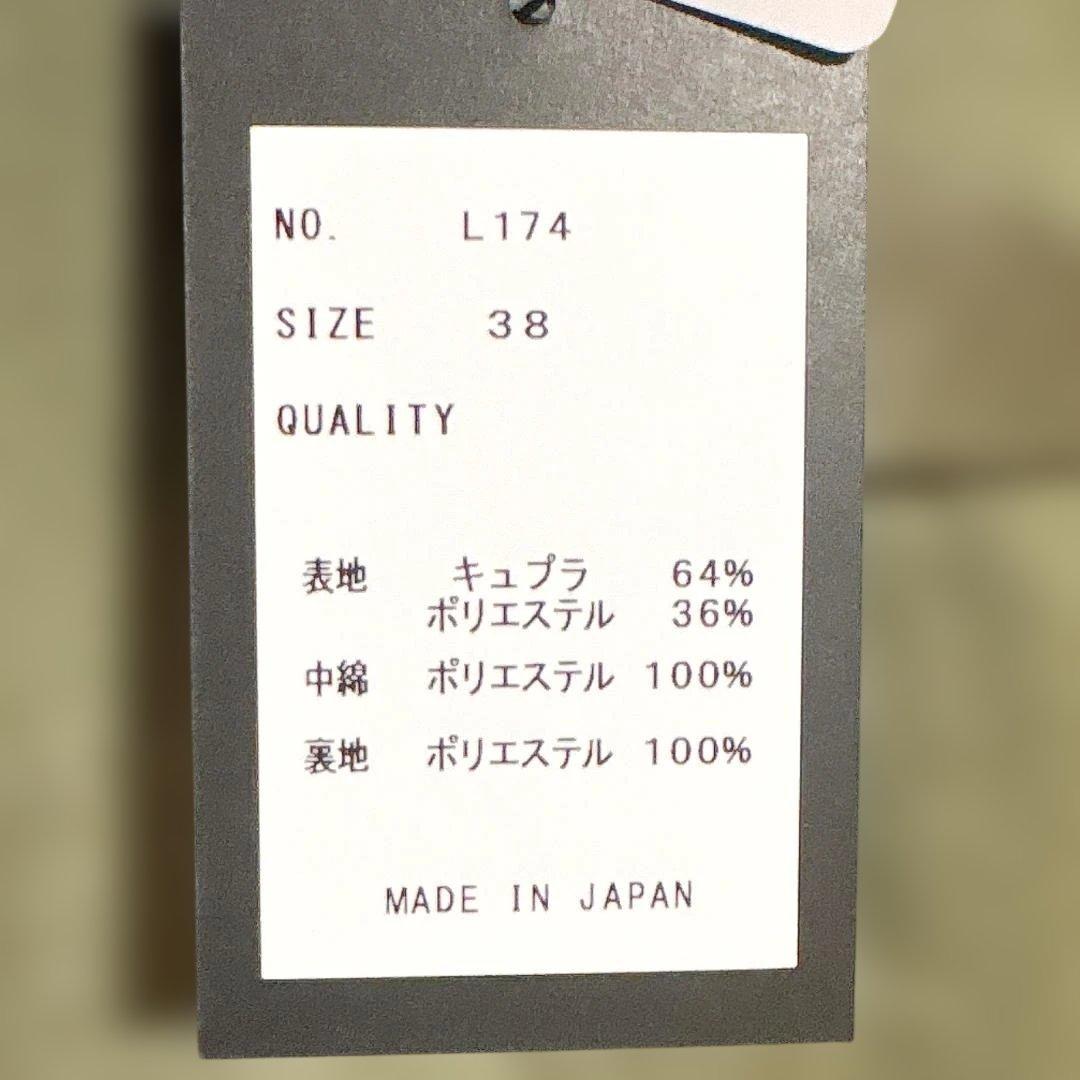 NO. L174
SIZE 38
QUALITY
表地 キュプラ 64%
ポリエステル 36%
中綿 ポリエステル 100%
裏地 ポリエステル 100%
MADE IN JAPAN